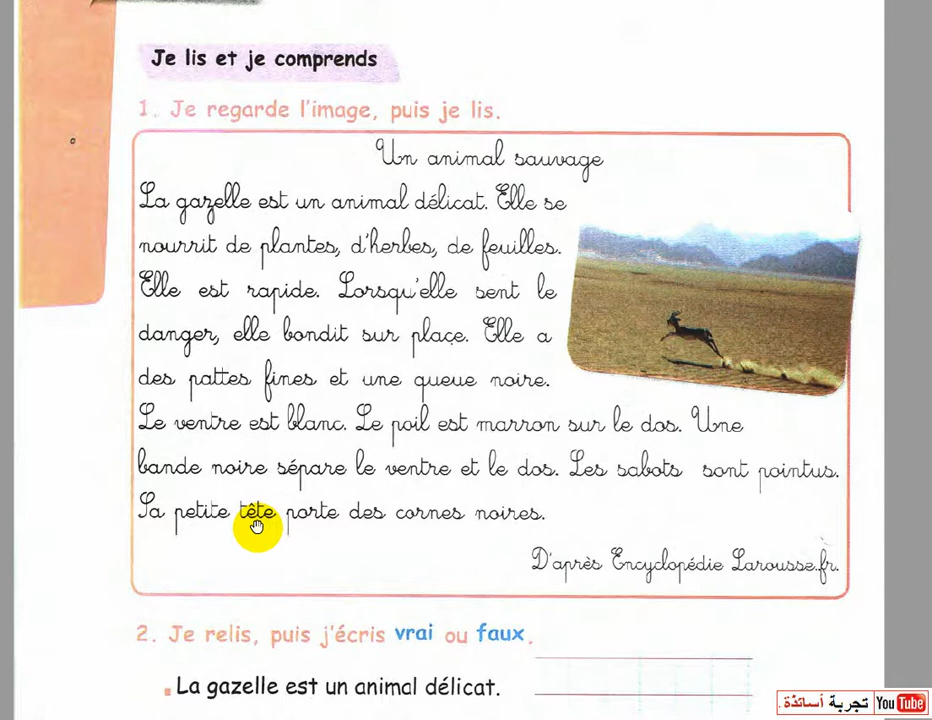 Je lis et je comprends
1. Je regarde l'image, puis je lis.
Un animal sauvage
La gazelle est un animal délicat. Elle se
nourrit de plantes, d'herbes, de feuilles.
Elle est rapide. Lorsqu'elle sent le
danger, elle bondit sur place. Elle a
des pattes fines et une queue noire.
Le ventre est blanc. Le poil est marron sur le dos. Une
bande noire sépare le ventre et le dos. Les sabots sont pointus.
Sa petite tête porte des cornes noires.
D'après Encyclopédie Larousse.fr.
2. Je relis, puis j'écris vrai ou faux.
La gazelle est un animal délicat.
تجربة أساتذة. YouTube